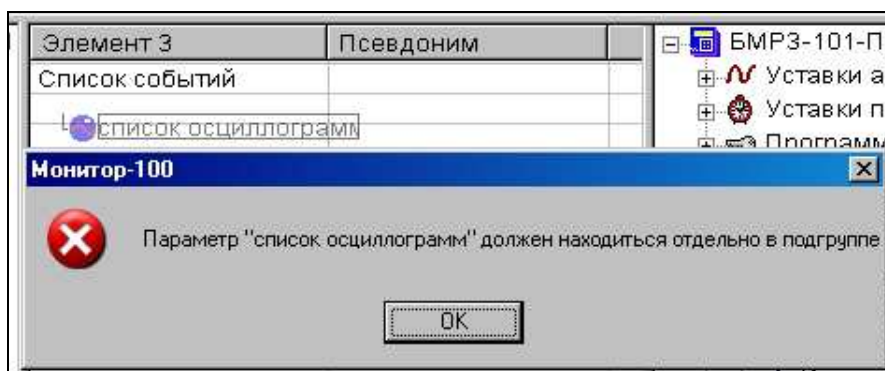 Элемент 3 Псевдоним
Список событий
список осциллограмм
БМРЗ-101-П
Уставки а
Уставки п
Программ
Монитор-100
Параметр "список осциллограмм" должен находиться отдельно в подгруппе
OK